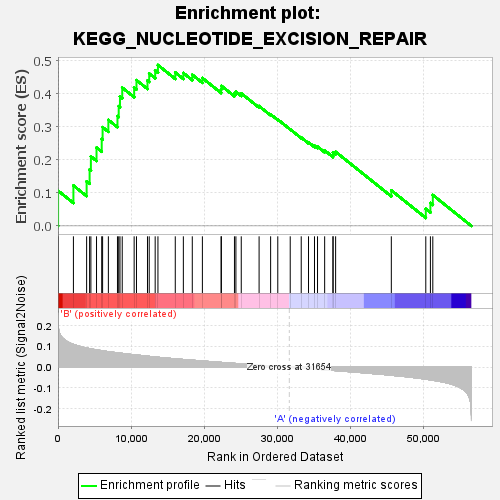 Enrichment plot:
KEGG_NUCLEOTIDE_EXCISION_REPAIR
Enrichment score (ES)
0.5
0.4
0.3
0.2
0.1
0.0
'B' (positively correlated)
Ranked list metric (Signal2Noise)
0.2
0.1
0.0
-0.1
-0.2
Zero cross at 31654
'A' (negatively correlated)
0
10,000
20,000
30,000
40,000
50,000
Rank in Ordered Dataset
Enrichment profile
Hits
Ranking metric scores